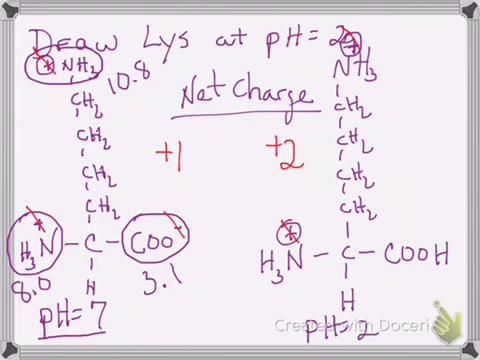 Draw Lys at pH = 2
+ NH3
10.8
CH2
CH2
CH2
CH2
+
H3N - C - COO-
H
8.0
3.1
pH = 7
Net Charge
+1
+2
+
NH3
CH2
CH2
CH2
CH2
+
H3N - C - COOH
H
pH = 2
Created with Doceri